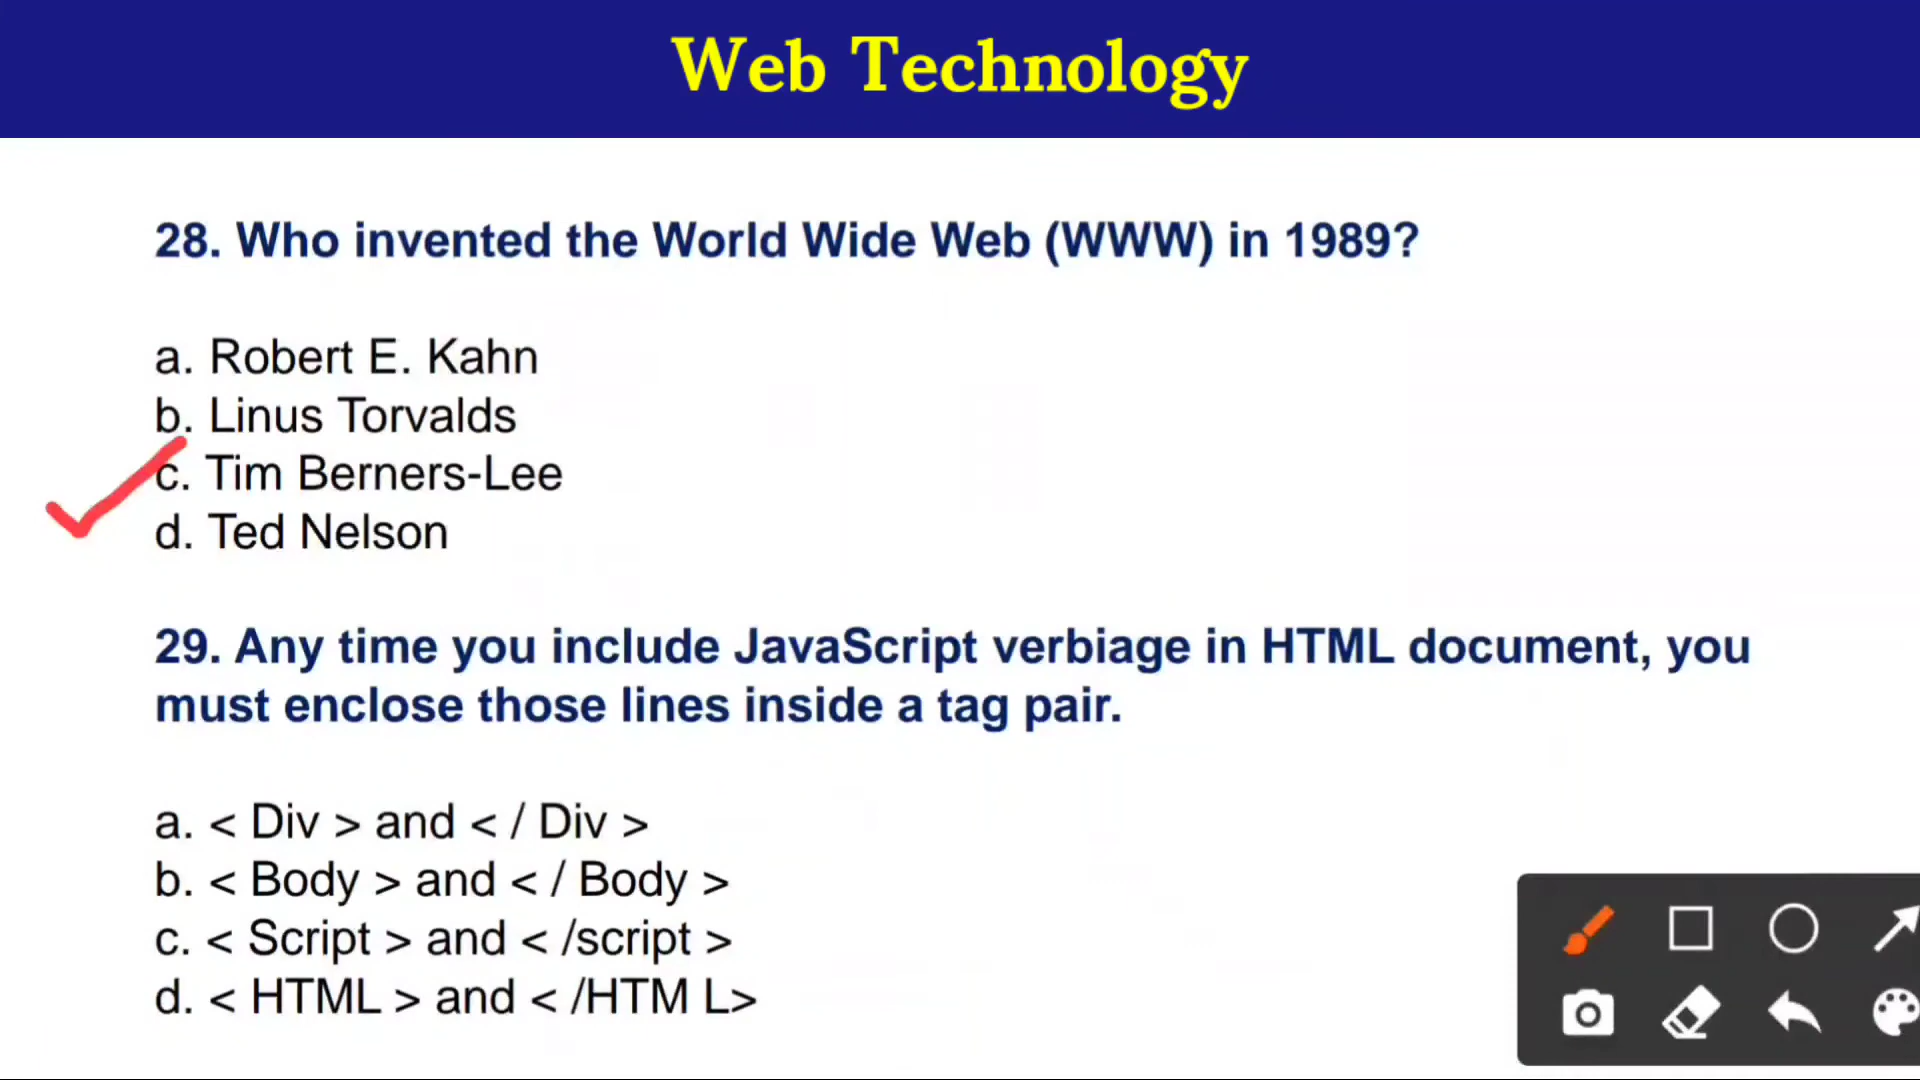 Web Technology
28. Who invented the World Wide Web (WWW) in 1989?
a. Robert E. Kahn
b. Linus Torvalds
c. Tim Berners-Lee
d. Ted Nelson
29. Any time you include JavaScript verbiage in HTML document, you
must enclose those lines inside a tag pair.
a. < Div > and < / Div >
b. < Body > and < / Body >
c. < Script > and < /script >
d. < HTML > and < /HTM L>